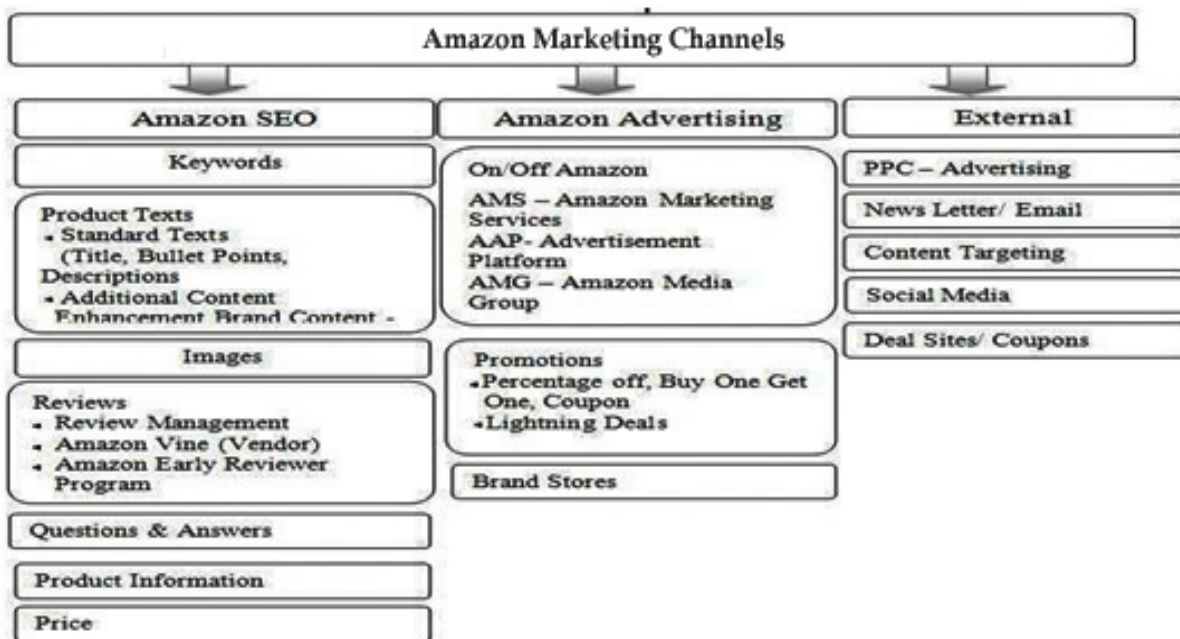 Amazon Marketing Channels
Amazon SEO
Keywords
Product Texts
▪ Standard Texts
(Title, Bullet Points,
Descriptions
▪ Additional Content
Enhancement Brand Content -
Images
Reviews
▪ Review Management
▪ Amazon Vine (Vendor)
▪ Amazon Early Reviewer
Program
Questions & Answers
Product Information
Price
Amazon Advertising
On/Off Amazon
AMS – Amazon Marketing
Services
AAP- Advertisement
Platform
AMG – Amazon Media
Group
Promotions
▪Percentage off, Buy One Get
One, Coupon
▪Lightning Deals
Brand Stores
External
PPC – Advertising
News Letter/ Email
Content Targeting
Social Media
Deal Sites/ Coupons